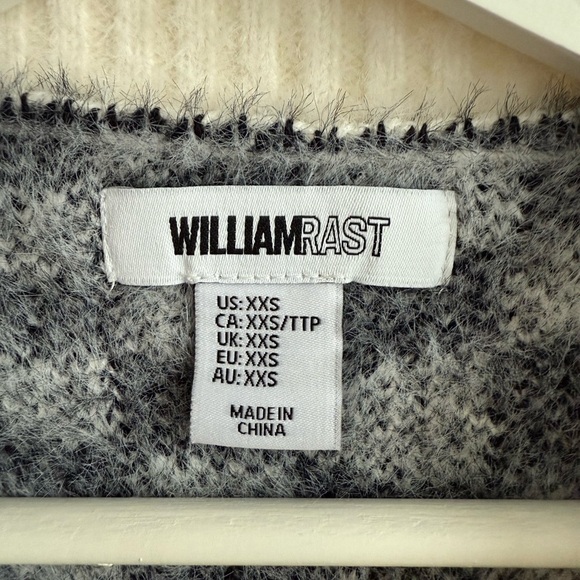 WILLIAMRAST
US: XXS
CA: XXS/TTP
UK: XXS
EU: XXS
AU: XXS
MADE IN
CHINA